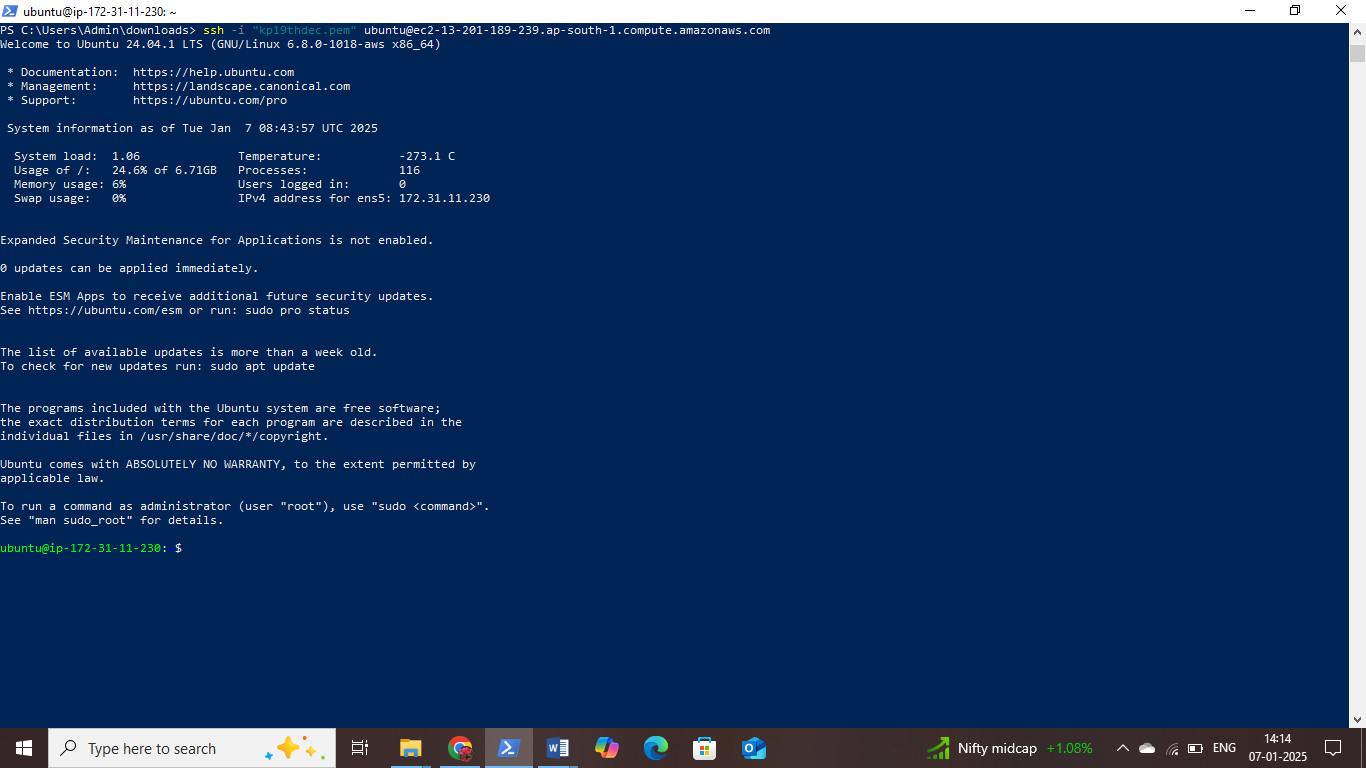 ubuntu@ip-172-31-11-230: ~
PS C:\Users\Admin\downloads> ssh -i "kp19thdec.pem" ubuntu@ec2-13-201-189-239.ap-south-1.compute.amazonaws.com
Welcome to Ubuntu 24.04.1 LTS (GNU/Linux 6.8.0-1018-aws x86_64)
* Documentation:  https://help.ubuntu.com
* Management:     https://landscape.canonical.com
* Support:        https://ubuntu.com/pro
System information as of Tue Jan  7 08:43:57 UTC 2025
System load:  1.06              Temperature:           -273.1 C
Usage of /:   24.6% of 6.71GB   Processes:             116
Memory usage: 6%                Users logged in:       0
Swap usage:   0%                IPv4 address for ens5: 172.31.11.230
Expanded Security Maintenance for Applications is not enabled.
0 updates can be applied immediately.
Enable ESM Apps to receive additional future security updates.
See https://ubuntu.com/esm or run: sudo pro status
The list of available updates is more than a week old.
To check for new updates run: sudo apt update
The programs included with the Ubuntu system are free software;
the exact distribution terms for each program are described in the
individual files in /usr/share/doc/*/copyright.
Ubuntu comes with ABSOLUTELY NO WARRANTY, to the extent permitted by
applicable law.
To run a command as administrator (user "root"), use "sudo <command>".
See "man sudo_root" for details.
ubuntu@ip-172-31-11-230: $
Type here to search
Nifty midcap +1.08%
ENG
14:14
07-01-2025